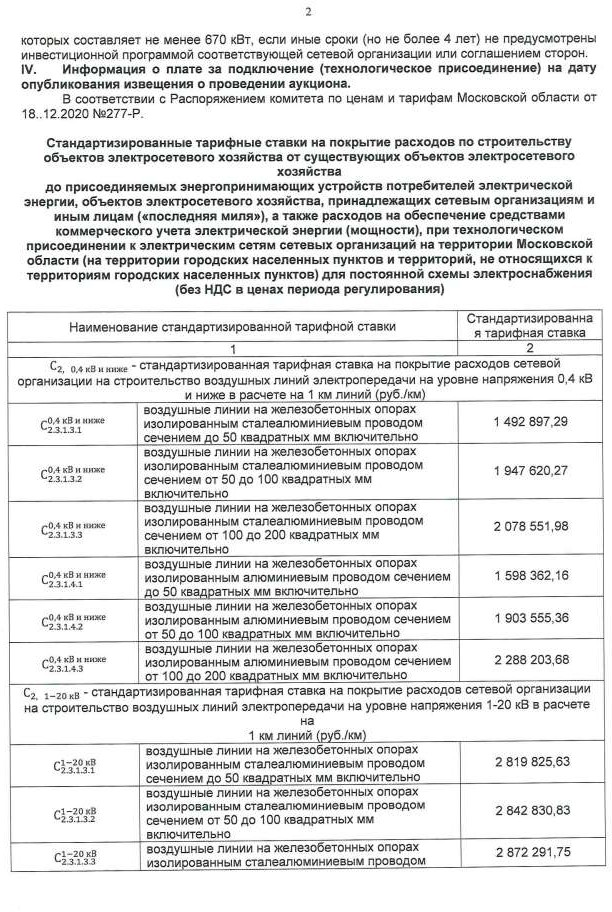 2
которых составляет не менее 670 кВт, если иные сроки (но не более 4 лет) не предусмотрены
инвестиционной программой соответствующей сетевой организации или соглашением сторон.
IV. Информация о плате за подключение (технологическое присоединение) на дату
опубликования извещения о проведении аукциона.
В соответствии с Распоряжением комитета по ценам и тарифам Московской области от
18..12.2020 №277-Р.
Стандартизированные тарифные ставки на покрытие расходов по строительству
объектов электросетевого хозяйства от существующих объектов электросетевого
хозяйства
до присоединяемых энергопринимающих устройств потребителей электрической
энергии, объектов электросетевого хозяйства, принадлежащих сетевым организациям и
иным лицам («последняя миля»), а также расходов на обеспечение средствами
коммерческого учета электрической энергии (мощности), при технологическом
присоединении к электрическим сетям сетевых организаций на территории Московской
области (на территории городских населенных пунктов и территорий, не относящихся к
территориям городских населенных пунктов) для постоянной схемы электроснабжения
(без НДС в ценах периода регулирования)
Наименование стандартизированной тарифной ставки
Стандартизированна
я тарифная ставка
1
2
С2, 0,4 кВ и ниже - стандартизированная тарифная ставка на покрытие расходов сетевой
организации на строительство воздушных линий электропередачи на уровне напряжения 0,4 кВ
и ниже в расчете на 1 км линий (руб./км)
С 0,4 кВ и ниже 2.3.1.3.1
воздушные линии на железобетонных опорах
изолированным сталеалюминиевым проводом
сечением до 50 квадратных мм включительно
1 492 897,29
С 0,4 кВ и ниже 2.3.1.3.2
воздушные линии на железобетонных опорах
изолированным сталеалюминиевым проводом
сечением от 50 до 100 квадратных мм
включительно
1 947 620,27
С 0,4 кВ и ниже 2.3.1.3.3
воздушные линии на железобетонных опорах
изолированным сталеалюминиевым проводом
сечением от 100 до 200 квадратных мм
включительно
2 078 551,98
С 0,4 кВ и ниже 2.3.1.4.1
воздушные линии на железобетонных опорах
изолированным алюминиевым проводом сечением
до 50 квадратных мм включительно
1 598 362,16
С 0,4 кВ и ниже 2.3.1.4.2
воздушные линии на железобетонных опорах
изолированным алюминиевым проводом сечением
от 50 до 100 квадратных мм включительно
1 903 555,36
С 0,4 кВ и ниже 2.3.1.4.3
воздушные линии на железобетонных опорах
изолированным алюминиевым проводом сечением
от 100 до 200 квадратных мм включительно
2 288 203,68
С2, 1–20 кВ - стандартизированная тарифная ставка на покрытие расходов сетевой организации
на строительство воздушных линий электропередачи на уровне напряжения 1-20 кВ в расчете
на
1 км линий (руб./км)
С 1–20 кВ 2.3.1.3.1
воздушные линии на железобетонных опорах
изолированным сталеалюминиевым проводом
сечением до 50 квадратных мм включительно
2 819 825,63
С 1–20 кВ 2.3.1.3.2
воздушные линии на железобетонных опорах
изолированным сталеалюминиевым проводом
сечением от 50 до 100 квадратных мм
включительно
2 842 830,83
С 1–20 кВ 2.3.1.3.3
воздушные линии на железобетонных опорах
изолированным сталеалюминиевым проводом
2 872 291,75